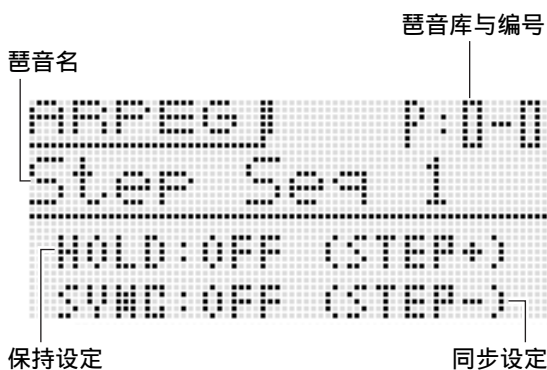 琶音库与编号
琶音名
ARPEG P:0-0
Step Seq 1
HOLD:OFF (STEP+)
SYNC:OFF (STEP-)
保持设定 同步设定